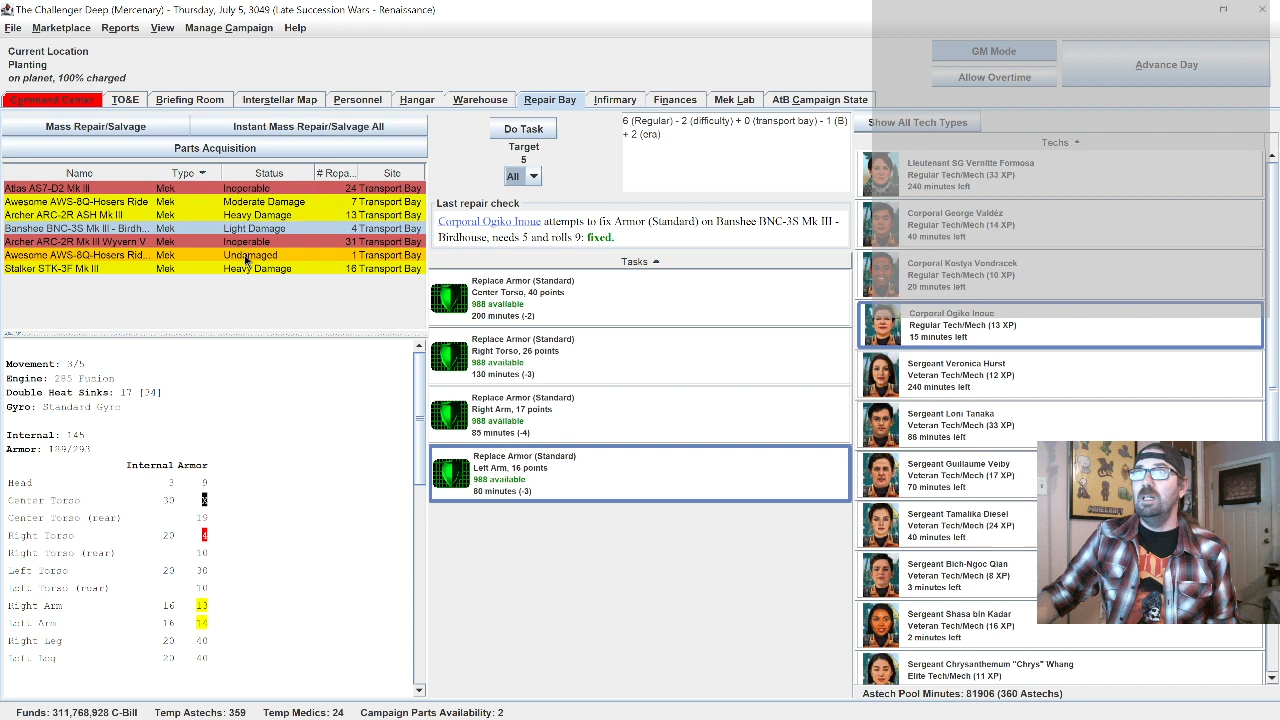 The Challenger Deep (Mercenary) - Thursday, July 5, 3049 (Late Succession Wars - Renaissance)
File Marketplace Reports View Manage Campaign Help
Current Location
Planting
on planet, 100% charged
GM Mode
Allow Overtime
Advance Day
Command Center TO&E Briefing Room Interstellar Map Personnel Hangar Warehouse Repair Bay Infirmary Finances Mek Lab AtB Campaign State
Mass Repair/Salvage Instant Mass Repair/Salvage All
Parts Acquisition
Name Type Status # Repa... Site
Atlas AS7-D2 Mk III Mek Inoperable 24 Transport Bay
Awesome AWS-8Q-Hosers Ride Mek Moderate Damage 7 Transport Bay
Archer ARC-2R ASH Mk III Mek Heavy Damage 13 Transport Bay
Banshee BNC-3S Mk III - Birdh... Mek Light Damage 4 Transport Bay
Archer ARC-2R Mk III Wyvern V Mek Inoperable 31 Transport Bay
Awesome AWS-8Q-Hosers Rid... Mek Undamaged 1 Transport Bay
Stalker STK-3F Mk III Mek Heavy Damage 16 Transport Bay
Movement: 3/5
Engine: 285 Fusion
Double Heat Sinks: 17 [34]
Gyro: Standard Gyro
Internal: 145
Armor: 189/293
Internal Armor
Head 3 9
Center Torso 30
Center Torso (rear) 19
Right Torso 20 4
Right Torso (rear) 10
Left Torso 20 30
Left Torso (rear) 10
Right Arm 13
Left Arm 14
Right Leg 20 40
Left Leg 20 40
Do Task
Target
5
All
6 (Regular) - 2 (difficulty) + 0 (transport bay) - 1 (B)
+ 2 (era)
Last repair check
Corporal Ogiko Inoue attempts to fix Armor (Standard) on Banshee BNC-3S Mk III -
Birdhouse, needs 5 and rolls 9: fixed.
Tasks
Replace Armor (Standard)
Center Torso, 40 points
988 available
200 minutes (-2)
Replace Armor (Standard)
Right Torso, 26 points
988 available
130 minutes (-3)
Replace Armor (Standard)
Right Arm, 17 points
988 available
85 minutes (-4)
Replace Armor (Standard)
Left Arm, 16 points
988 available
80 minutes (-3)
Show All Tech Types
Techs
Lieutenant SG Vernitte Formosa
Regular Tech/Mech (33 XP)
240 minutes left
Corporal George Valdéz
Regular Tech/Mech (14 XP)
40 minutes left
Corporal Kostya Vondracek
Regular Tech/Mech (10 XP)
20 minutes left
Corporal Ogiko Inoue
Regular Tech/Mech (13 XP)
15 minutes left
Sergeant Veronica Hurst
Veteran Tech/Mech (12 XP)
240 minutes left
Sergeant Loni Tanaka
Veteran Tech/Mech (33 XP)
86 minutes left
Sergeant Guillaume Veiby
Veteran Tech/Mech (17 XP)
70 minutes left
Sergeant Tamalika Diesel
Veteran Tech/Mech (24 XP)
40 minutes left
Sergeant Bich-Ngoc Qian
Veteran Tech/Mech (8 XP)
3 minutes left
Sergeant Shasa bin Kadar
Veteran Tech/Mech (16 XP)
2 minutes left
Sergeant Chrysanthemum "Chrys" Whang
Elite Tech/Mech (11 XP)
Astech Pool Minutes: 81906 (360 Astechs)
Funds: 311,768,928 C-Bill Temp Astechs: 359 Temp Medics: 24 Campaign Parts Availability: 2